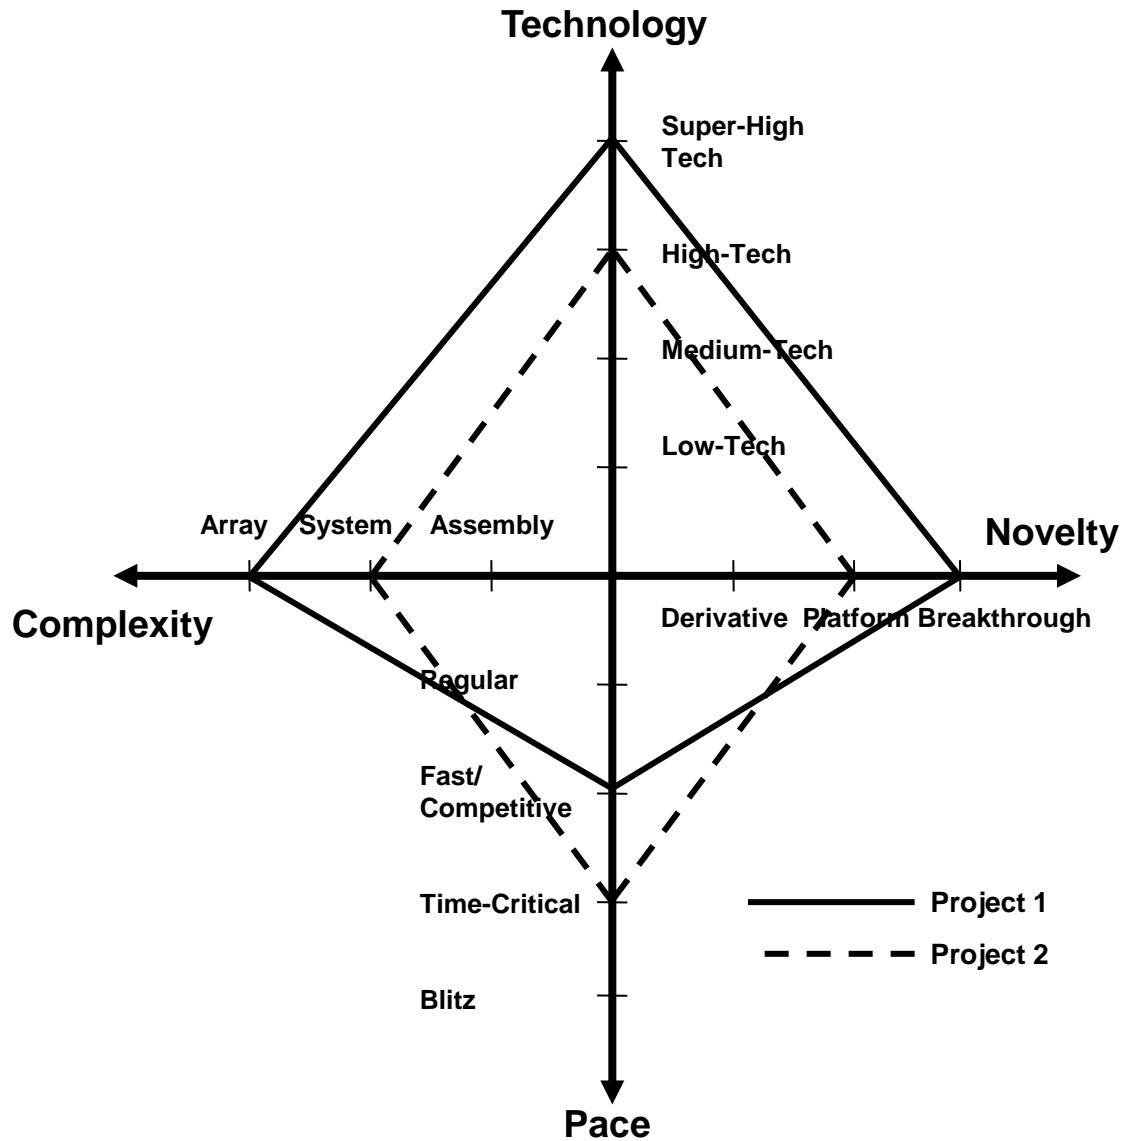 Technology
Super-High
Tech
High-Tech
Medium-Tech
Low-Tech
Array System Assembly
Novelty
Complexity
Derivative Platform Breakthrough
Regular
Fast/
Competitive
Time-Critical
Project 1
Project 2
Blitz
Pace